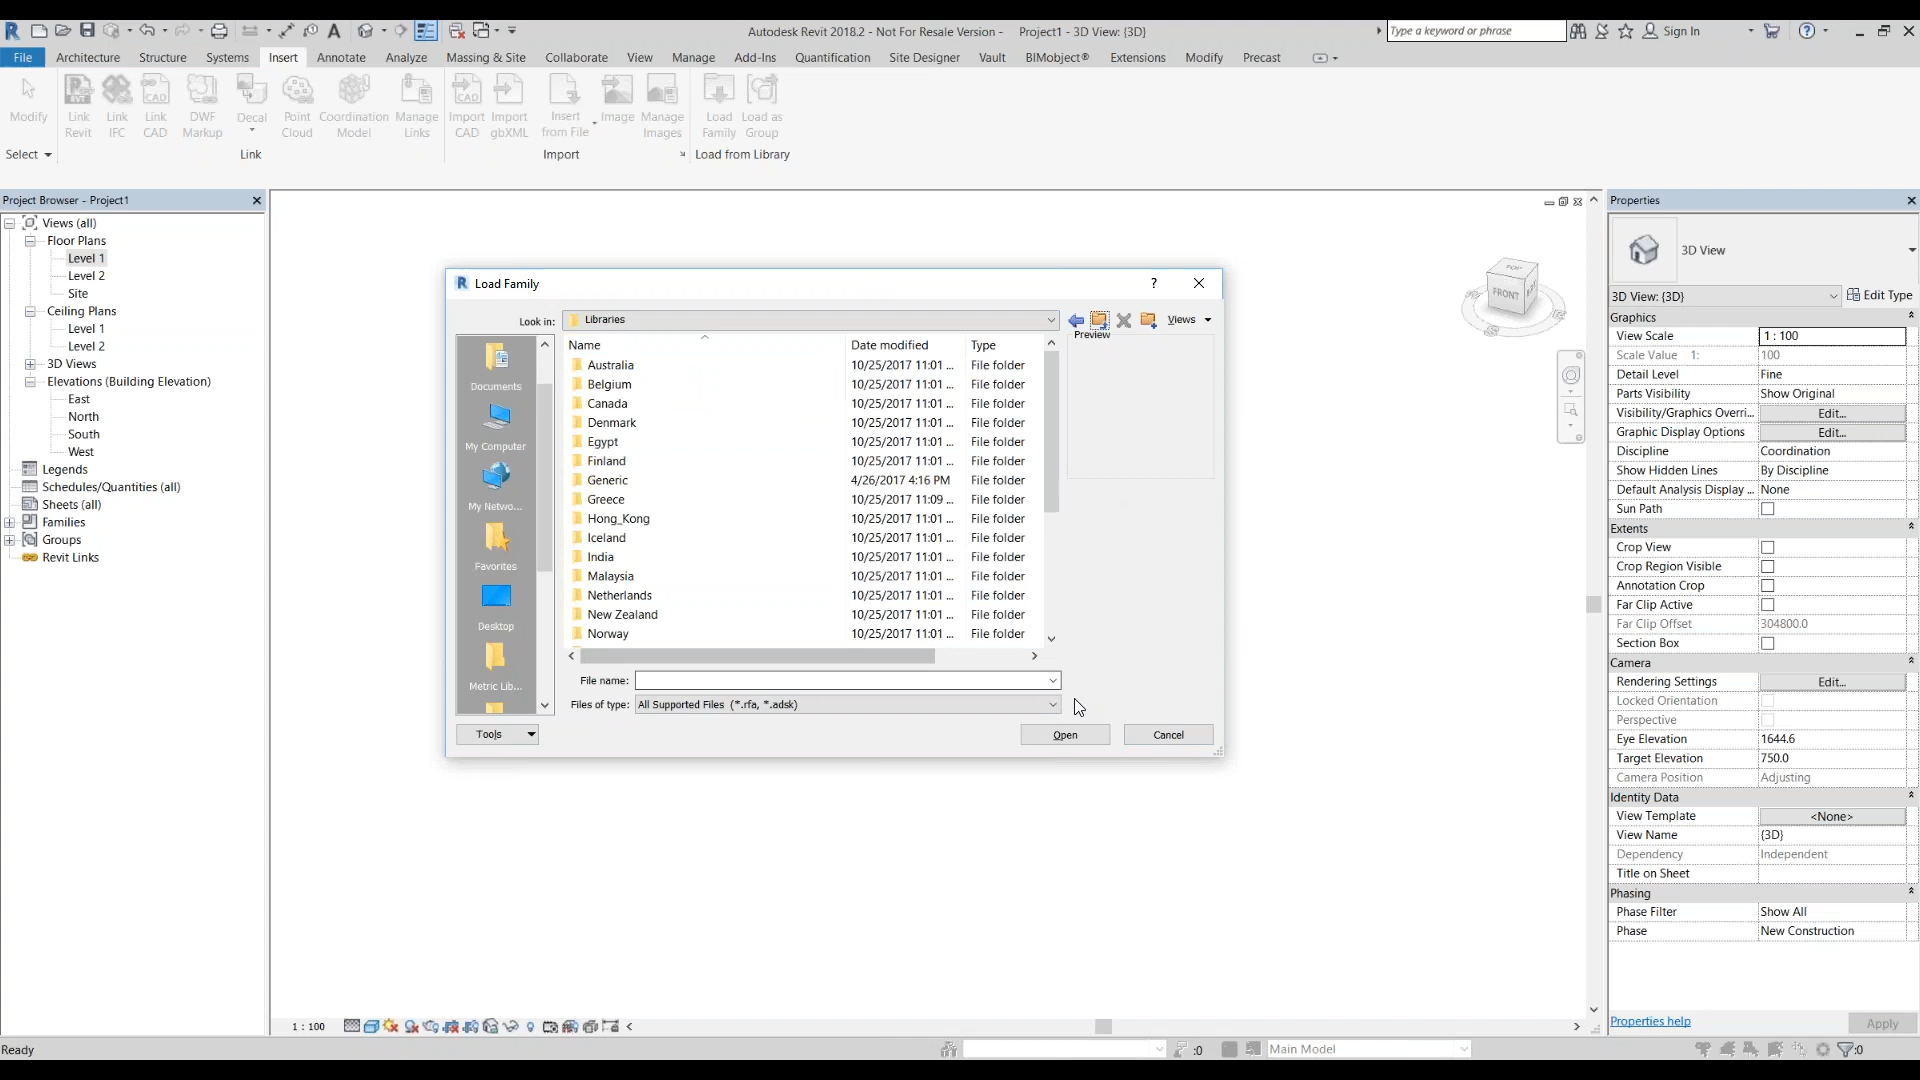 Autodesk Revit 2018.2 - Not For Resale Version - Project1 - 3D View: {3D}
Type a keyword or phrase
Sign In
File Architecture Structure Systems Insert Annotate Analyze Massing & Site Collaborate View Manage Add-Ins Quantification Site Designer Vault BIMobject® Extensions Modify Precast
Modify
Link Revit
Link IFC
Link CAD
DWF Markup
Decal
Point Cloud
Coordination Model
Manage Links
Import CAD
Import gbXML
Insert from File
Image
Manage Images
Load Family
Load as Group
Select
Link
Import
Load from Library
Project Browser - Project1
Views (all)
Floor Plans
Level 1
Level 2
Site
Ceiling Plans
Level 1
Level 2
3D Views
Elevations (Building Elevation)
East
North
South
West
Legends
Schedules/Quantities (all)
Sheets (all)
Families
Groups
Revit Links
TOP
FRONT
Load Family
?
Look in:
Libraries
Views
Preview
Documents
My Computer
My Netwo...
Favorites
Desktop
Metric Lib...
Name Date modified Type
Australia 10/25/2017 11:01 ... File folder
Belgium 10/25/2017 11:01 ... File folder
Canada 10/25/2017 11:01 ... File folder
Denmark 10/25/2017 11:01 ... File folder
Egypt 10/25/2017 11:01 ... File folder
Finland 10/25/2017 11:01 ... File folder
Generic 4/26/2017 4:16 PM File folder
Greece 10/25/2017 11:09 ... File folder
Hong_Kong 10/25/2017 11:01 ... File folder
Iceland 10/25/2017 11:01 ... File folder
India 10/25/2017 11:01 ... File folder
Malaysia 10/25/2017 11:01 ... File folder
Netherlands 10/25/2017 11:01 ... File folder
New Zealand 10/25/2017 11:01 ... File folder
Norway 10/25/2017 11:01 ... File folder
File name:
Files of type: All Supported Files (*.rfa, *.adsk)
Tools
Open
Cancel
Properties
3D View
3D View: {3D} Edit Type
Graphics
View Scale 1 : 100
Scale Value 1: 100
Detail Level Fine
Parts Visibility Show Original
Visibility/Graphics Overri... Edit...
Graphic Display Options Edit...
Discipline Coordination
Show Hidden Lines By Discipline
Default Analysis Display ... None
Sun Path
Extents
Crop View
Crop Region Visible
Annotation Crop
Far Clip Active
Far Clip Offset 304800.0
Section Box
Camera
Rendering Settings Edit...
Locked Orientation
Perspective
Eye Elevation 1644.6
Target Elevation 750.0
Camera Position Adjusting
Identity Data
View Template <None>
View Name {3D}
Dependency Independent
Title on Sheet
Phasing
Phase Filter Show All
Phase New Construction
Properties help
Apply
1 : 100
Ready
:0
Main Model
:0